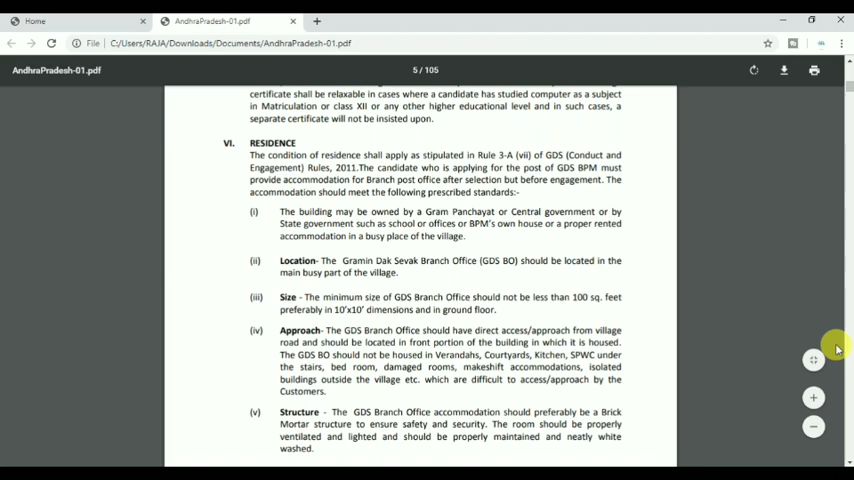 Home
AndhraPradesh-01.pdf
File
C:/Users/RAJA/Downloads/Documents/AndhraPradesh-01.pdf
AndhraPradesh-01.pdf
5 / 105
certificate shall be relaxable in cases where a candidate has studied computer as a subject
in Matriculation or class XII or any other higher educational level and in such cases, a
separate certificate will not be insisted upon.
VI. RESIDENCE
The condition of residence shall apply as stipulated in Rule 3-A (vii) of GDS (Conduct and
Engagement) Rules, 2011.The candidate who is applying for the post of GDS BPM must
provide accommodation for Branch post office after selection but before engagement. The
accommodation should meet the following prescribed standards:-
(i) The building may be owned by a Gram Panchayat or Central government or by
State government such as school or offices or BPM's own house or a proper rented
accommodation in a busy place of the village.
(ii) Location- The Gramin Dak Sevak Branch Office (GDS BO) should be located in the
main busy part of the village.
(iii) Size - The minimum size of GDS Branch Office should not be less than 100 sq. feet
preferably in 10'x10' dimensions and in ground floor.
(iv) Approach- The GDS Branch Office should have direct access/approach from village
road and should be located in front portion of the building in which it is housed.
The GDS BO should not be housed in Verandahs, Courtyards, Kitchen, SPWC under
the stairs, bed room, damaged rooms, makeshift accommodations, isolated
buildings outside the village etc. which are difficult to access/approach by the
Customers.
(v) Structure - The GDS Branch Office accommodation should preferably be a Brick
Mortar structure to ensure safety and security. The room should be properly
ventilated and lighted and should be properly maintained and neatly white
washed.